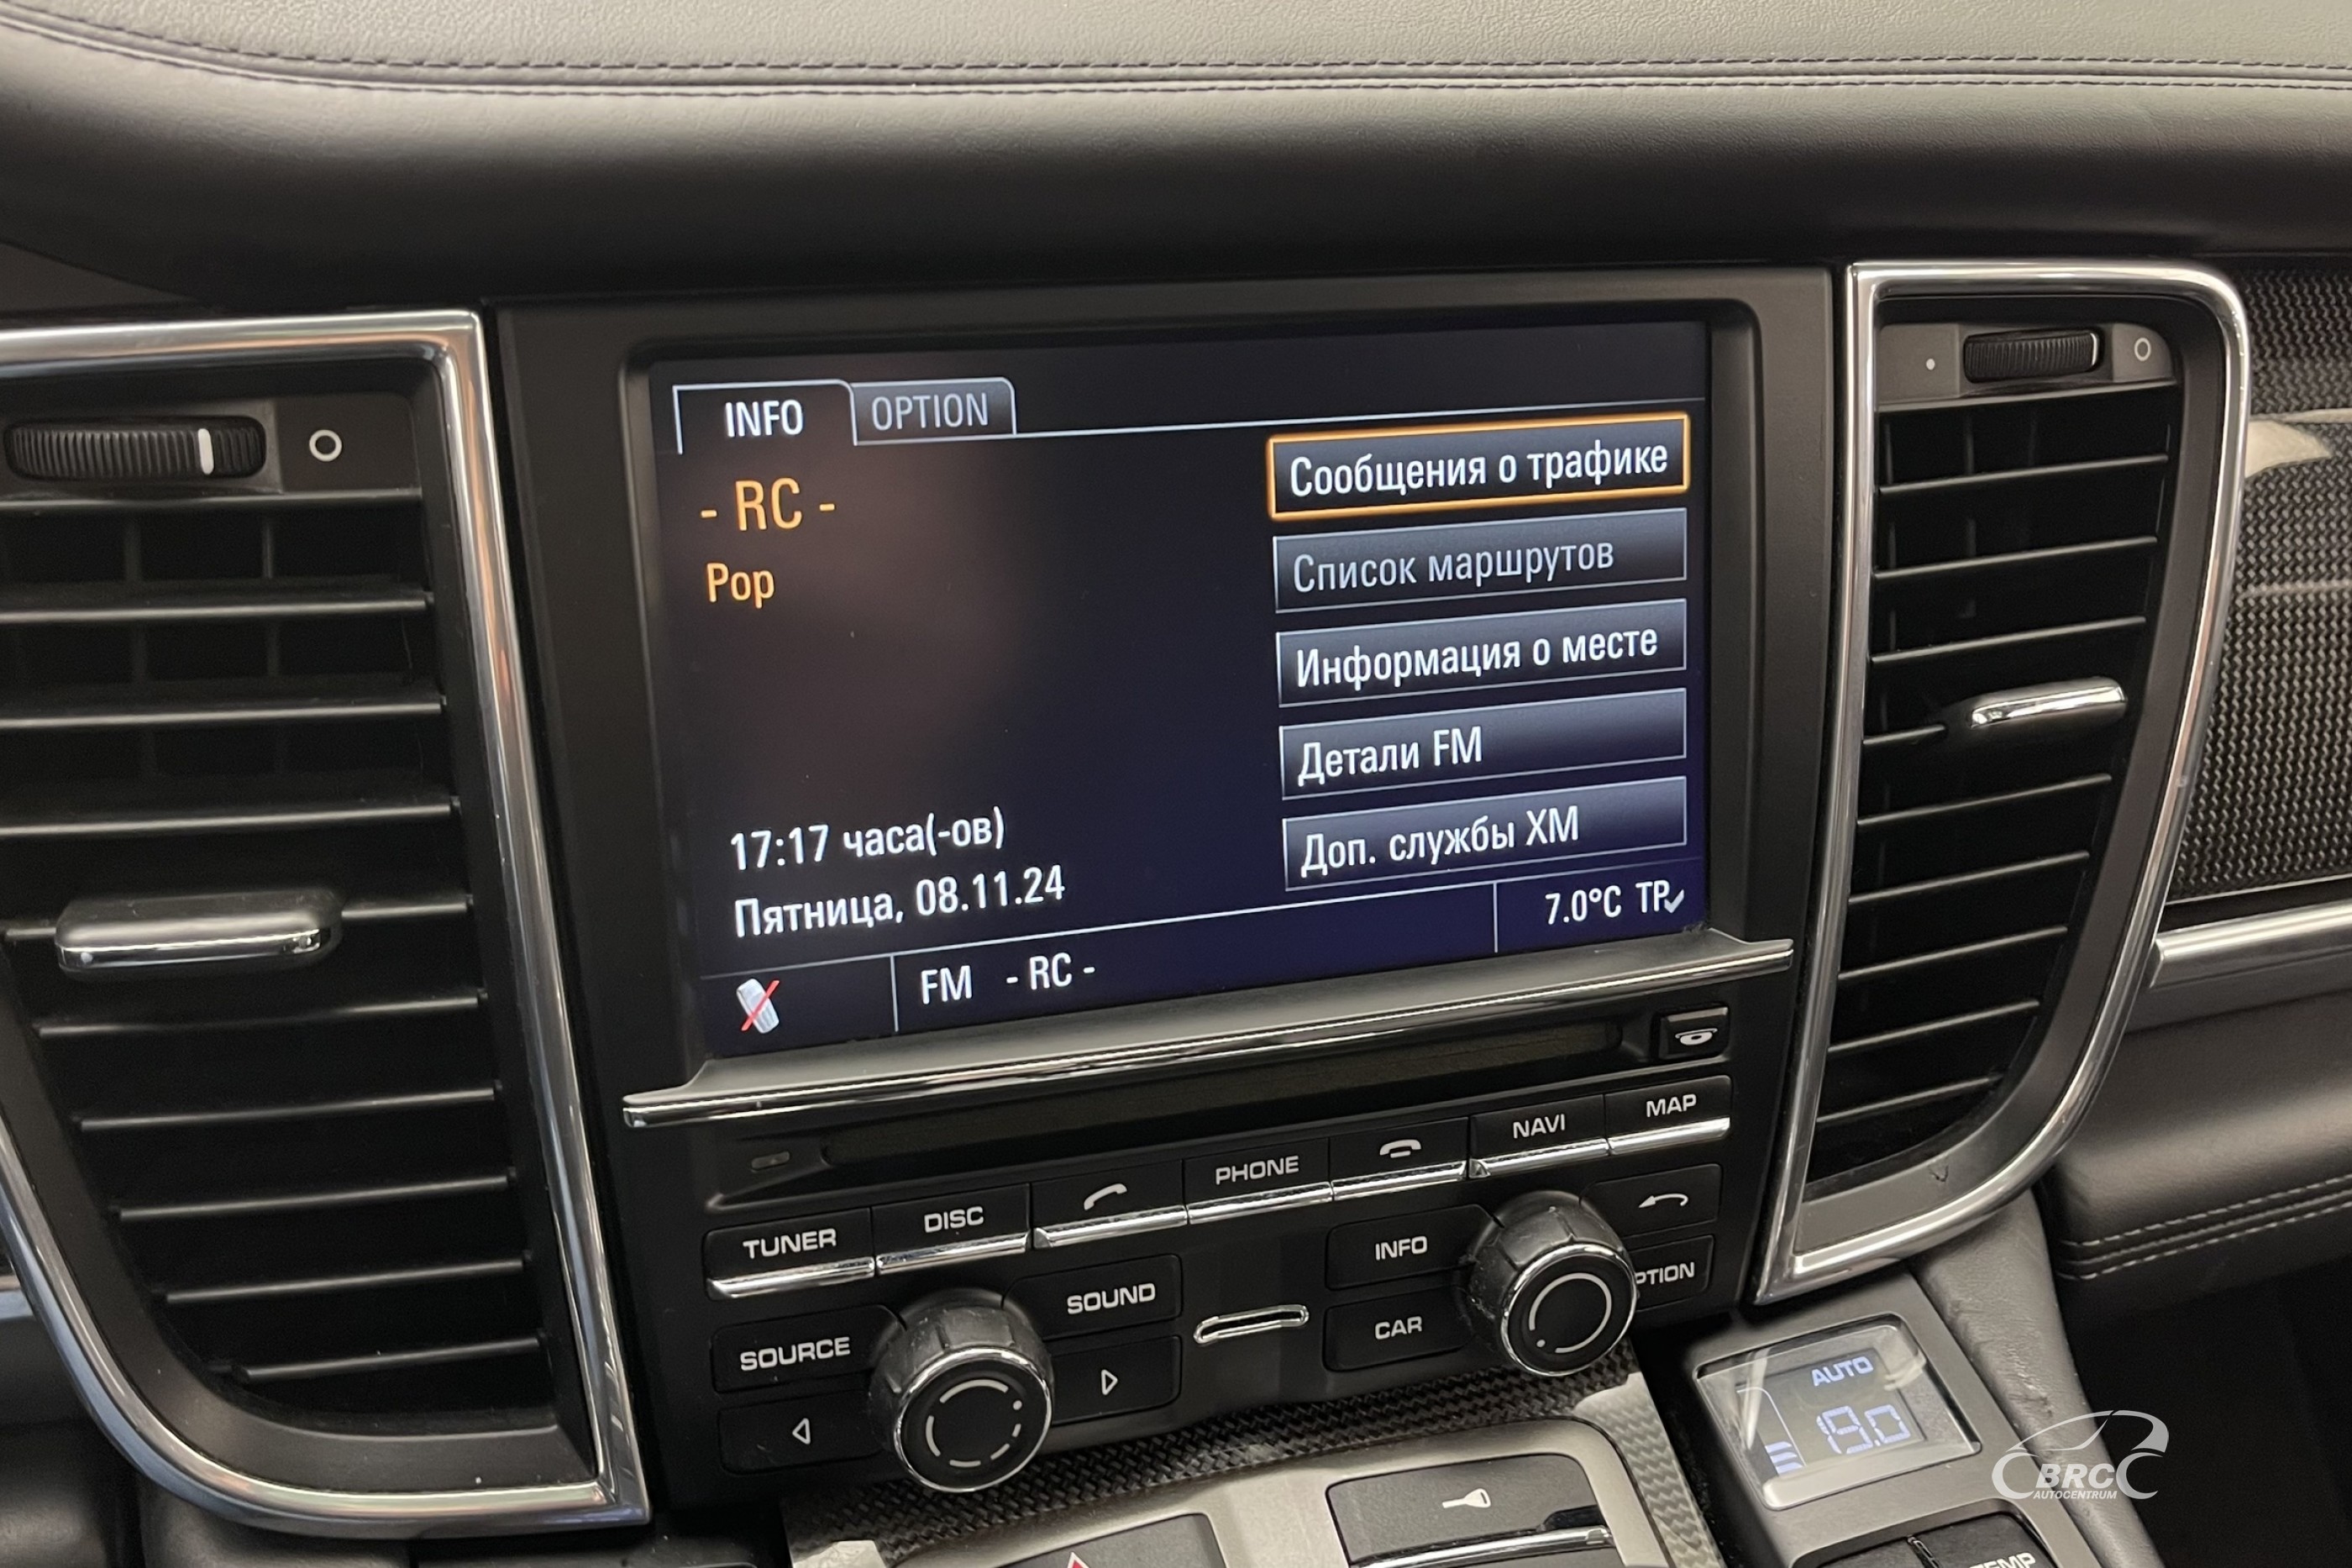 INFO OPTION
- RC -
Pop
Сообщения о трафике
Список маршрутов
Информация о месте
Детали FM
Доп. службы XM
17:17 часа(-ов)
Пятница, 08.11.24
FM - RC -
7.0°C TP
TUNER DISC PHONE NAVI MAP
SOURCE SOUND INFO PTION
CAR
AUTO
19.0
TEMP
BRC
AUTOCENTRUM